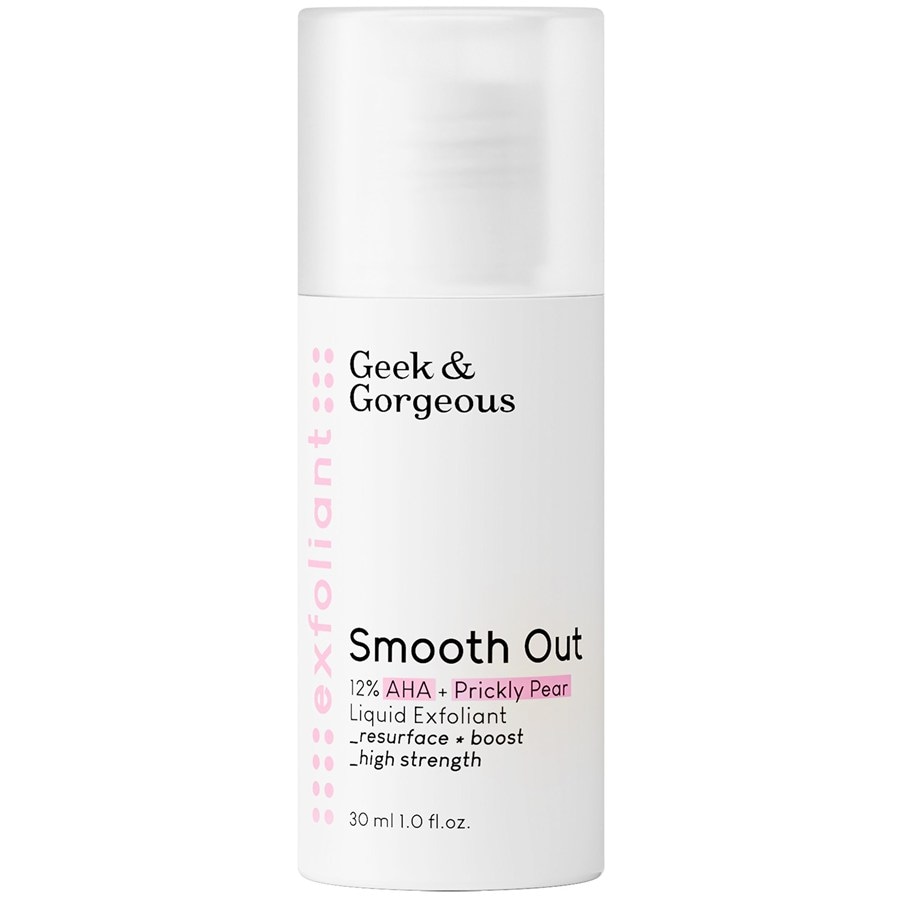 Geek &
Gorgeous
exfoliant
Smooth Out
12% AHA + Prickly Pear
Liquid Exfoliant
_resurface * boost
_high strength
30 ml 1.0 fl.oz.